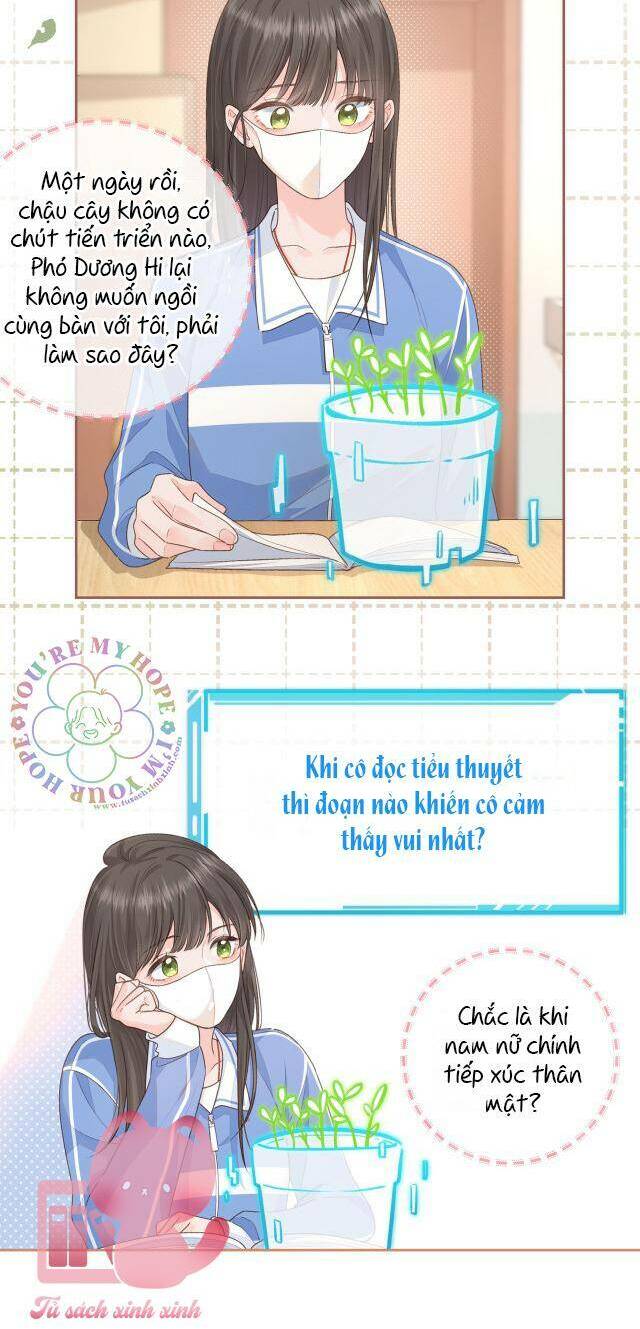 Một ngày rồi,
chậu cây không có
chút tiến triển nào,
Phó Dương Hi lại
không muốn ngồi
cùng bàn với tôi, phải
làm sao đây?
YOU'RE MY HOPE
I'M YOUR HOPE
www.tusachxinhxinh.com
Khi cô đọc tiểu thuyết
thì đoạn nào khiến cô cảm
thấy vui nhất?
Chắc là khi
nam nữ chính
tiếp xúc thân
mật?
Tủ sách xinh xinh